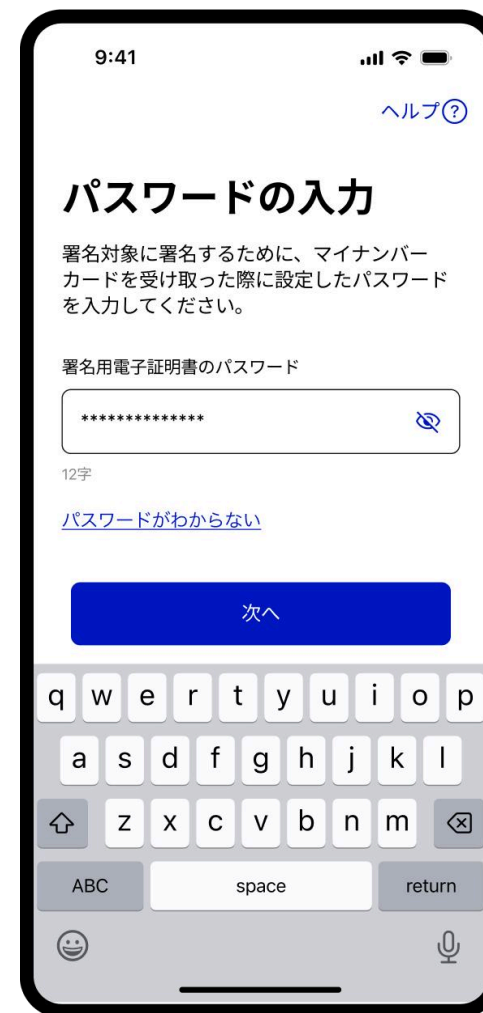 9:41
ヘルプ?
パスワードの入力
署名対象に署名するために、マイナンバー
カードを受け取った際に設定したパスワード
を入力してください。
署名用電子証明書のパスワード
**************
12字
パスワードがわからない
次へ
q w e r t y u i o p
a s d f g h j k l
z x c v b n m
ABC space return